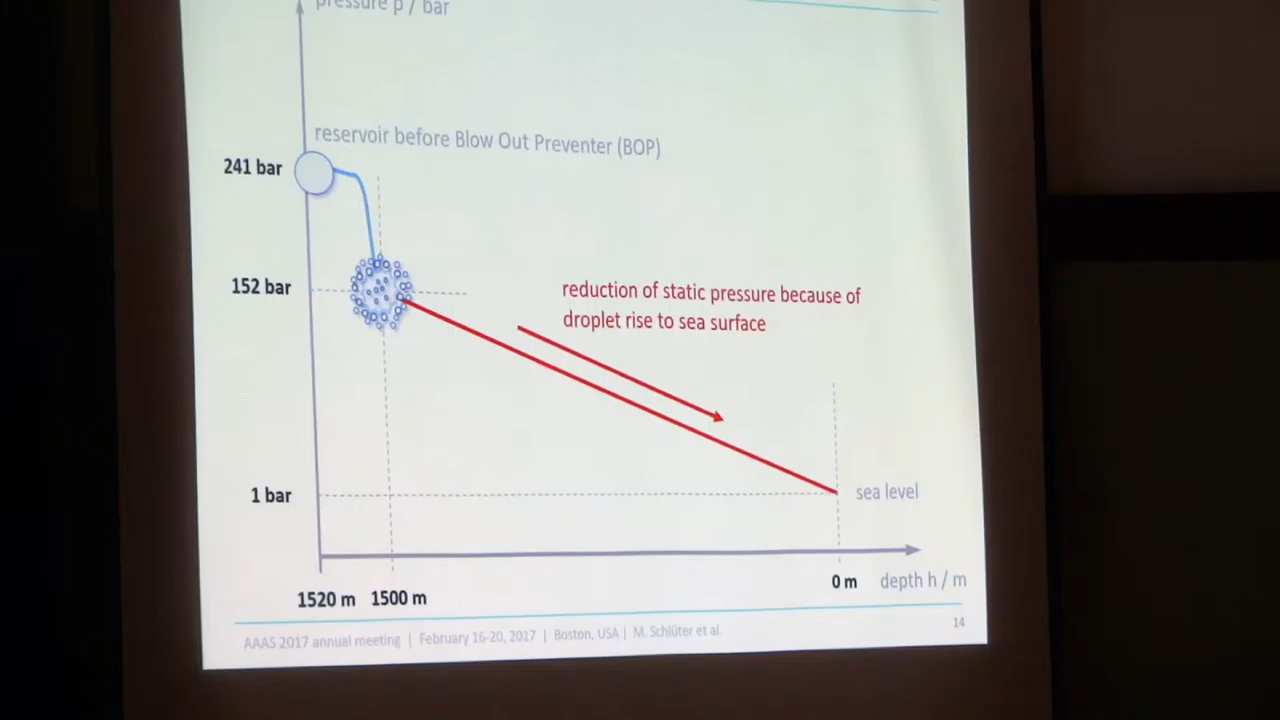 pressure p / bar
reservoir before Blow Out Preventer (BOP)
241 bar
152 bar
reduction of static pressure because of
droplet rise to sea surface
1 bar
sea level
0 m
depth h / m
1520 m
1500 m
14
AAAS 2017 annual meeting | February 16-20, 2017 | Boston, USA | M. Schlüter et al.